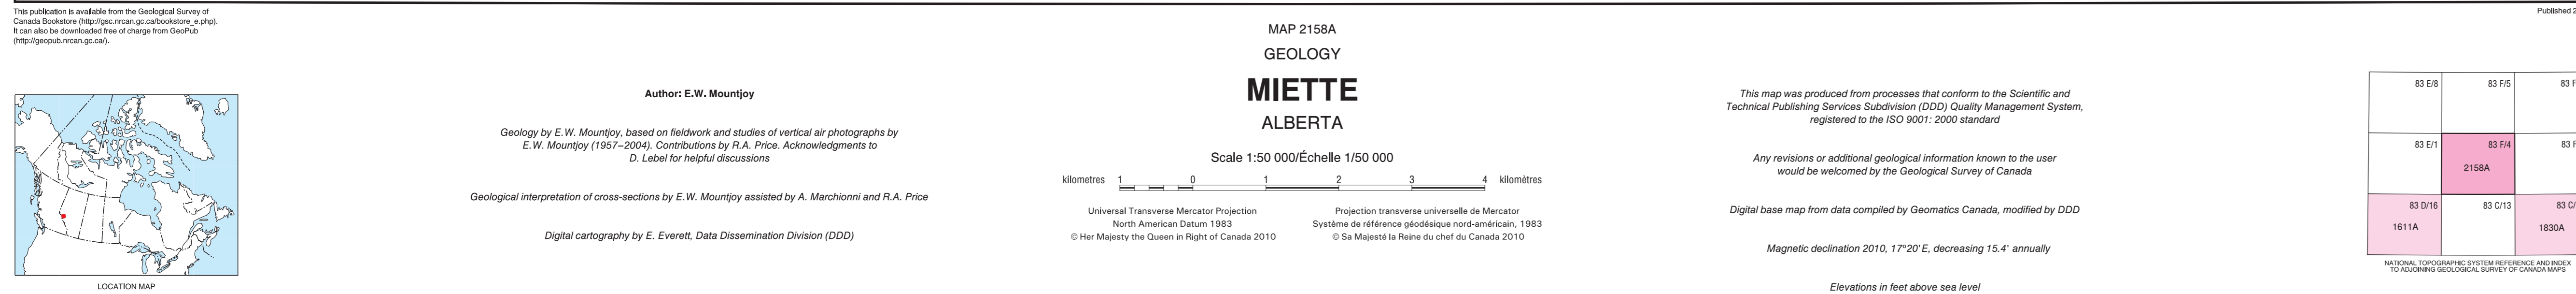 This publication is available from the Geological Survey of
Canada Bookstore (http://gsc.nrcan.gc.ca/bookstore_e.php).
It can also be downloaded free of charge from GeoPub
(http://geopub.nrcan.gc.ca/).
LOCATION MAP
Author: E.W. Mountjoy
Geology by E.W. Mountjoy, based on fieldwork and studies of vertical air photographs by
E.W. Mountjoy (1957–2004). Contributions by R.A. Price. Acknowledgments to
D. Lebel for helpful discussions
Geological interpretation of cross-sections by E.W. Mountjoy assisted by A. Marchionni and R.A. Price
Digital cartography by E. Everett, Data Dissemination Division (DDD)
MAP 2158A
GEOLOGY
MIETTE
ALBERTA
Scale 1:50 000/Échelle 1/50 000
kilometres 1 0 1 2 3 4 kilomètres
Universal Transverse Mercator Projection
North American Datum 1983
© Her Majesty the Queen in Right of Canada 2010
Projection transverse universelle de Mercator
Système de référence géodésique nord-américain, 1983
© Sa Majesté la Reine du chef du Canada 2010
This map was produced from processes that conform to the Scientific and
Technical Publishing Services Subdivision (DDD) Quality Management System,
registered to the ISO 9001: 2000 standard
Any revisions or additional geological information known to the user
would be welcomed by the Geological Survey of Canada
Digital base map from data compiled by Geomatics Canada, modified by DDD
Magnetic declination 2010, 17°20' E, decreasing 15.4' annually
Elevations in feet above sea level
Published 2
83 E/8 83 F/5 83 F
83 E/1 83 F/4 83 F
2158A
83 D/16 83 C/13 83 C/
1611A 1830A
NATIONAL TOPOGRAPHIC SYSTEM REFERENCE AND INDEX
TO ADJOINING GEOLOGICAL SURVEY OF CANADA MAPS